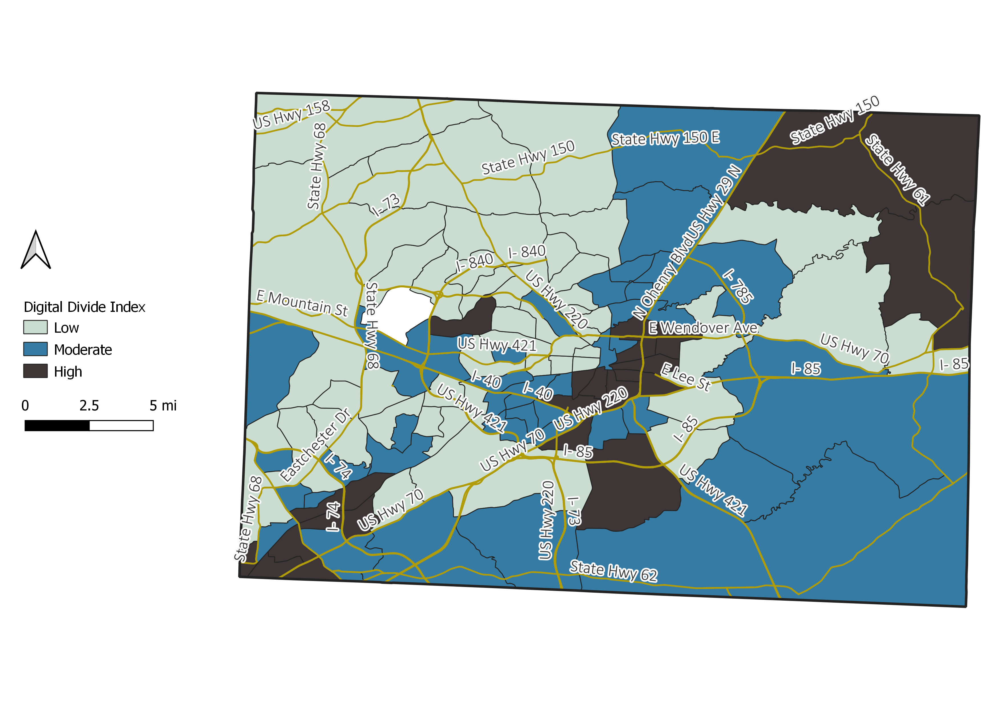 State Hwy 150
US Hwy 158
State Hwy 68
State Hwy 150 E
State Hwy 150
State Hwy 61
I- 73
US Hwy 29 N
I- 840
I- 840
N Ohenry Blvd
US Hwy 220
I- 785
E Mountain St
State Hwy 68
Digital Divide Index
Low
Moderate
High
0 2.5 5 mi
E Wendover Ave
US Hwy 421
US Hwy 70
I- 85
I- 85
E Lee St
I- 40
I- 40
US Hwy 421
US Hwy 220
Eastchester Dr
I- 85
US Hwy 70
I- 85
I- 74
US Hwy 421
State Hwy 68
I- 74
US Hwy 70
US Hwy 220
I- 73
State Hwy 62